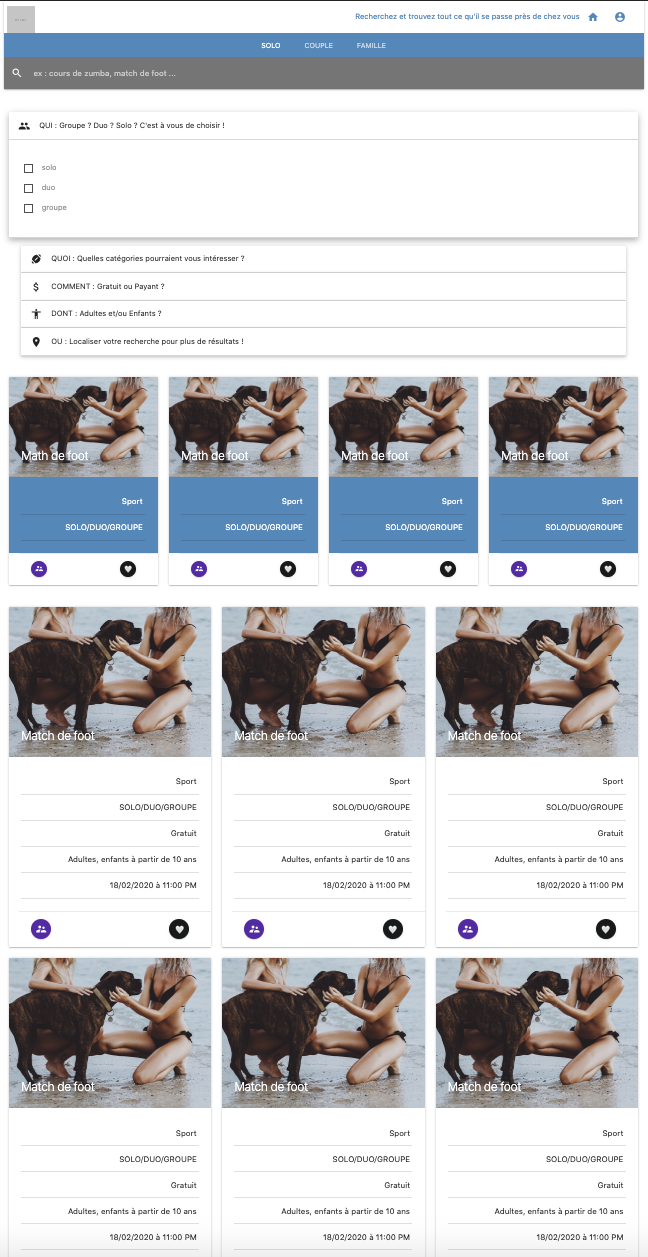 Recherchez et trouvez tout ce qu'il se passe près de chez vous
SOLO COUPLE FAMILLE
ex : cours de zumba, match de foot ...
QUI : Groupe ? Duo ? Solo ? C'est à vous de choisir !
solo
duo
groupe
QUOI : Quelles catégories pourraient vous intéresser ?
COMMENT : Gratuit ou Payant ?
DONT : Adultes et/ou Enfants ?
OU : Localiser votre recherche pour plus de résultats !
Math de foot Math de foot Math de foot Math de foot
Sport Sport Sport Sport
SOLO/DUO/GROUPE SOLO/DUO/GROUPE SOLO/DUO/GROUPE SOLO/DUO/GROUPE
Match de foot Match de foot Match de foot
Sport Sport Sport
SOLO/DUO/GROUPE SOLO/DUO/GROUPE SOLO/DUO/GROUPE
Gratuit Gratuit Gratuit
Adultes, enfants à partir de 10 ans Adultes, enfants à partir de 10 ans Adultes, enfants à partir de 10 ans
18/02/2020 à 11:00 PM 18/02/2020 à 11:00 PM 18/02/2020 à 11:00 PM
Match de foot Match de foot Match de foot
Sport Sport Sport
SOLO/DUO/GROUPE SOLO/DUO/GROUPE SOLO/DUO/GROUPE
Gratuit Gratuit Gratuit
Adultes, enfants à partir de 10 ans Adultes, enfants à partir de 10 ans Adultes, enfants à partir de 10 ans
18/02/2020 à 11:00 PM 18/02/2020 à 11:00 PM 18/02/2020 à 11:00 PM